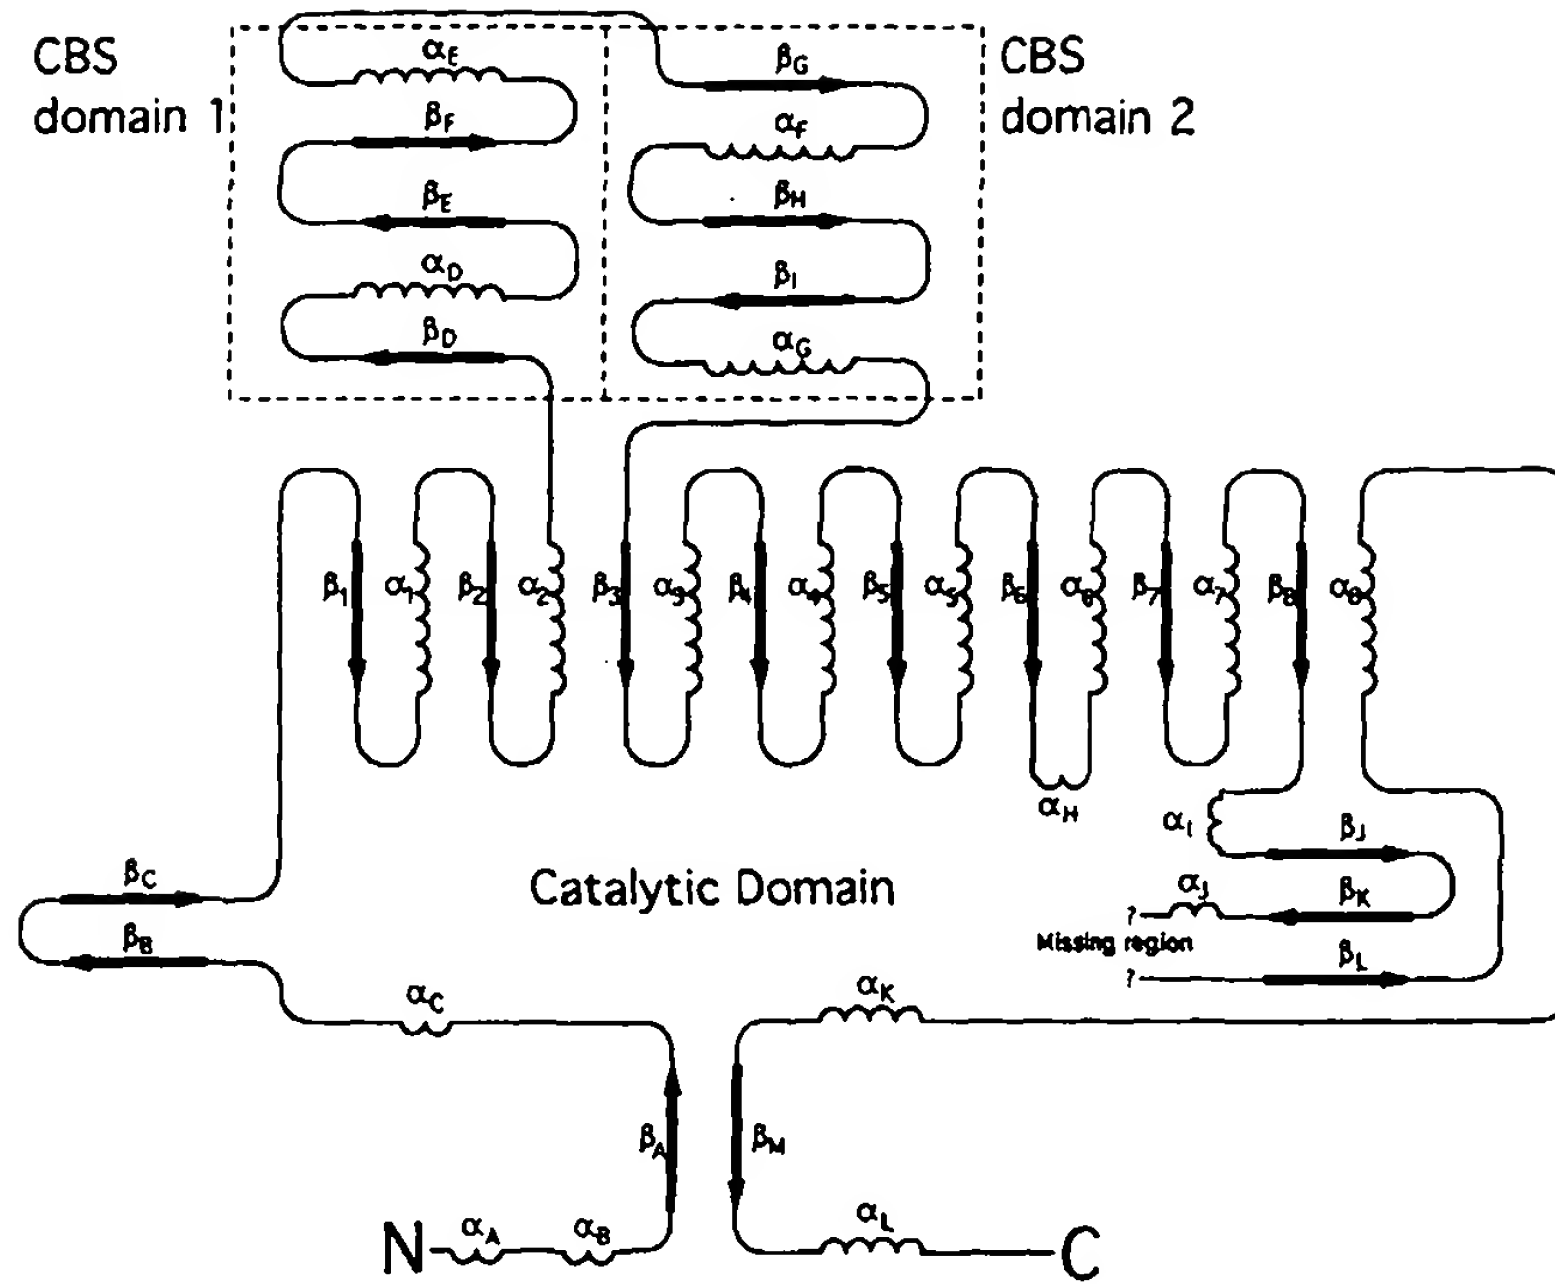 CBS
domain 1
αE
βF
βE
αD
βD
βG
αF
βH
βI
αG
CBS
domain 2
β1 α1 β2 α2 β3 α3 β4 α4 β5 α5 β6 α6 β7 α7 β8 α8
αH
αI
βJ
βC
Catalytic Domain
αJ
βK
?
Missing region
βB
βL
?
αC
αK
βA
βM
N
αA
αB
αL
C